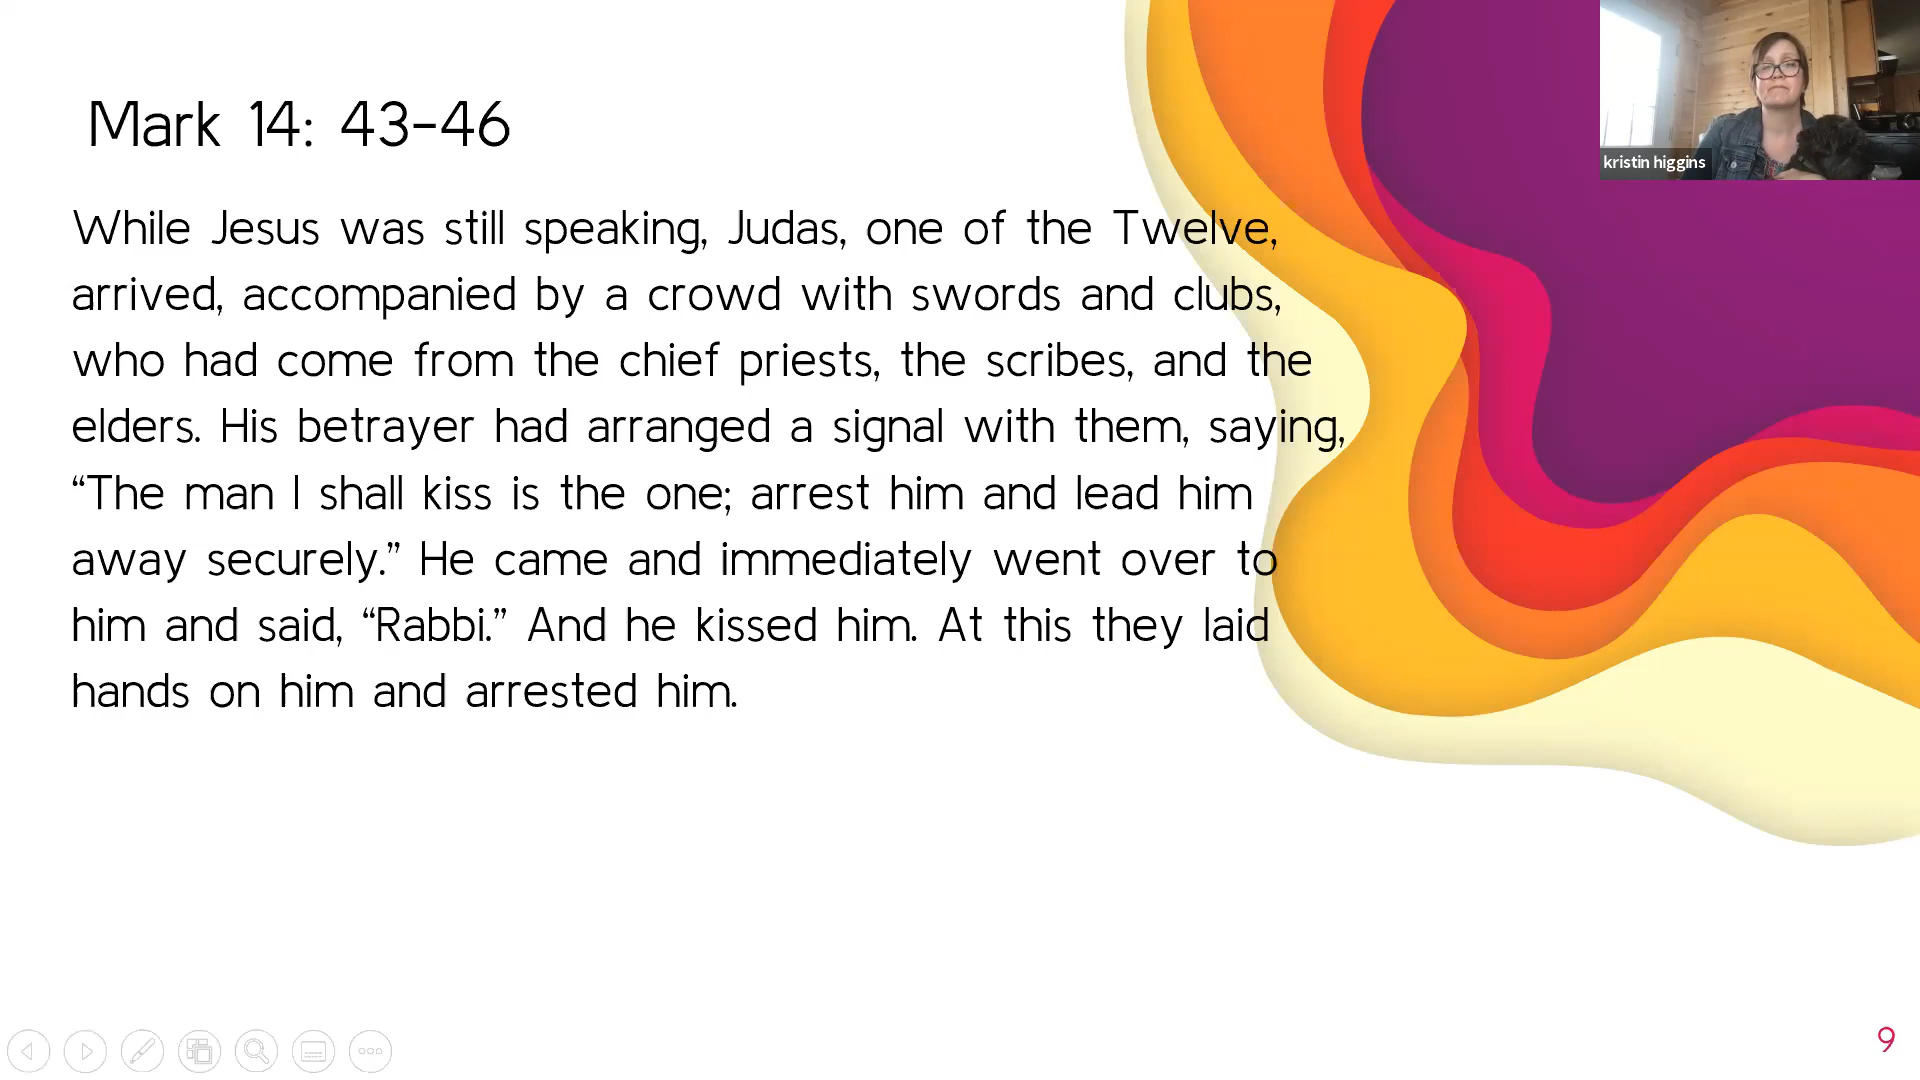 Mark 14: 43-46
While Jesus was still speaking, Judas, one of the Twelve,
arrived, accompanied by a crowd with swords and clubs,
who had come from the chief priests, the scribes, and the
elders. His betrayer had arranged a signal with them, saying,
“The man I shall kiss is the one; arrest him and lead him
away securely.” He came and immediately went over to
him and said, “Rabbi.” And he kissed him. At this they laid
hands on him and arrested him.
kristin higgins
9